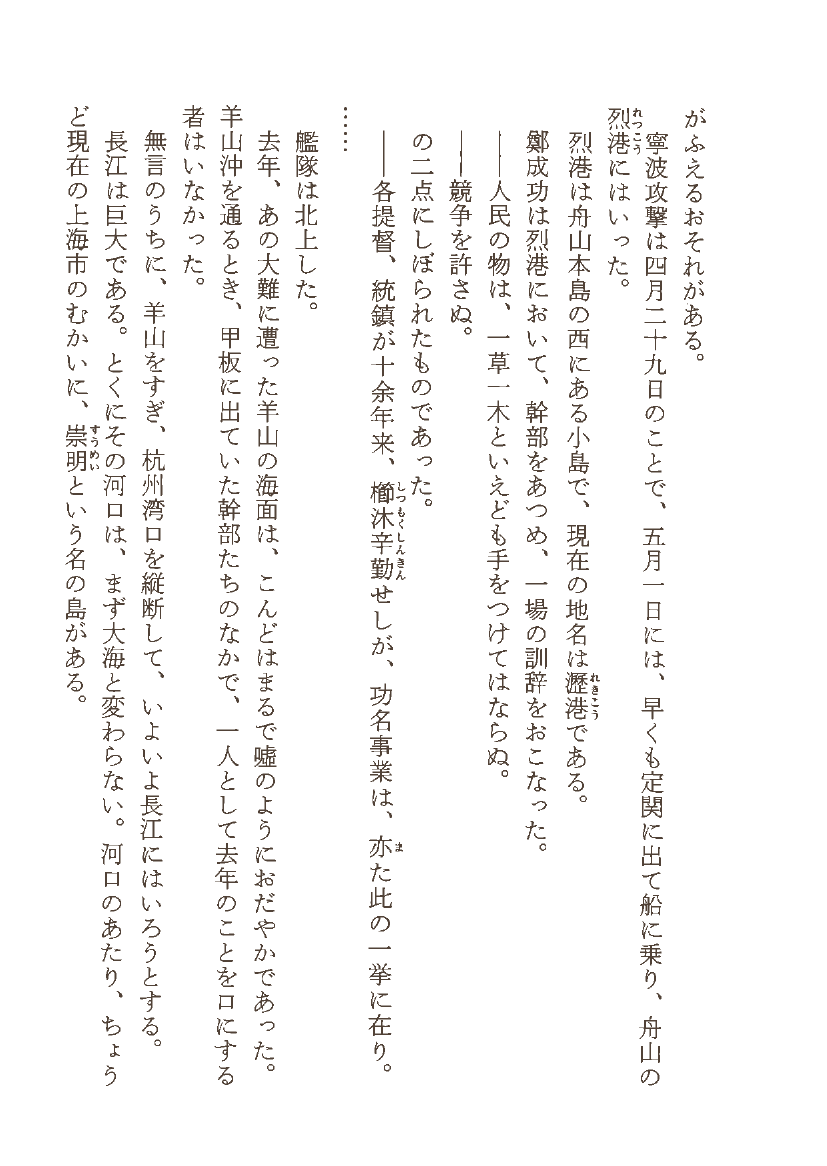 がふえるおそれがある。
寧波攻撃は四月二十九日のことで、五月一日には、早くも定関に出て船に乗り、舟山の
烈港にはいった。
烈港は舟山本島の西にある小島で、現在の地名は瀝港である。
鄭成功は烈港において、幹部をあつめ、一場の訓辞をおこなった。
――人民の物は、一草一木といえども手をつけてはならぬ。
――競争を許さぬ。
の二点にしぼられたものであった。
――各提督、統鎮が十余年来、櫛沐辛勤せしが、功名事業は、亦た此の一挙に在り。
……
艦隊は北上した。
去年、あの大難に遭った羊山の海面は、こんどはまるで嘘のようにおだやかであった。
羊山沖を通るとき、甲板に出ていた幹部たちのなかで、一人として去年のことを口にする
者はいなかった。
無言のうちに、羊山をすぎ、杭州湾口を縦断して、いよいよ長江にはいろうとする。
長江は巨大である。とくにその河口は、まず大海と変わらない。河口のあたり、ちょう
ど現在の上海市のむかいに、崇明という名の島がある。